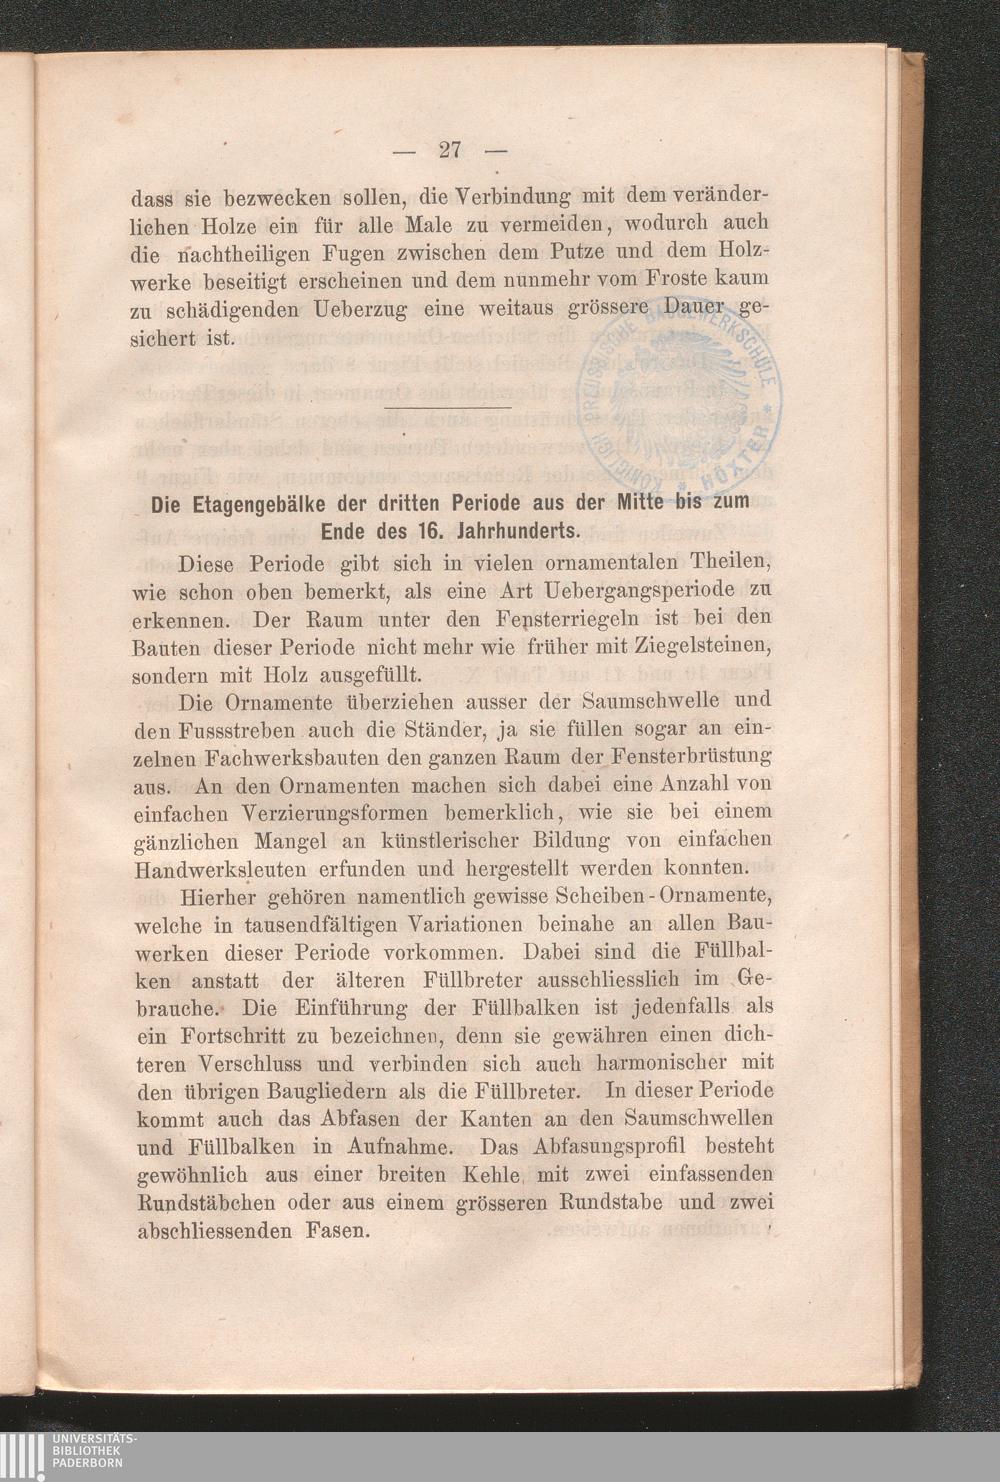 — 27 —
dass sie bezwecken sollen, die Verbindung mit dem veränder-
lichen Holze ein für alle Male zu vermeiden, wodurch auch
die nachtheiligen Fugen zwischen dem Putze und dem Holz-
werke beseitigt erscheinen und dem nunmehr vom Froste kaum
zu schädigenden Ueberzug eine weitaus grössere Dauer ge-
sichert ist.
KÖNIGLICH PREUSSISCHE BAUGEWERKSCHULE * HÖXTER *
Die Etagengebälke der dritten Periode aus der Mitte bis zum
Ende des 16. Jahrhunderts.
Diese Periode gibt sich in vielen ornamentalen Theilen,
wie schon oben bemerkt, als eine Art Uebergangsperiode zu
erkennen. Der Raum unter den Fensterriegeln ist bei den
Bauten dieser Periode nicht mehr wie früher mit Ziegelsteinen,
sondern mit Holz ausgefüllt.
Die Ornamente überziehen ausser der Saumschwelle und
den Fussstreben auch die Ständer, ja sie füllen sogar an ein-
zelnen Fachwerksbauten den ganzen Raum der Fensterbrüstung
aus. An den Ornamenten machen sich dabei eine Anzahl von
einfachen Verzierungsformen bemerklich, wie sie bei einem
gänzlichen Mangel an künstlerischer Bildung von einfachen
Handwerksleuten erfunden und hergestellt werden konnten.
Hierher gehören namentlich gewisse Scheiben-Ornamente,
welche in tausendfältigen Variationen beinahe an allen Bau-
werken dieser Periode vorkommen. Dabei sind die Füllbal-
ken anstatt der älteren Füllbreter ausschliesslich im Ge-
brauche. Die Einführung der Füllbalken ist jedenfalls als
ein Fortschritt zu bezeichnen, denn sie gewähren einen dich-
teren Verschluss und verbinden sich auch harmonischer mit
den übrigen Baugliedern als die Füllbreter. In dieser Periode
kommt auch das Abfasen der Kanten an den Saumschwellen
und Füllbalken in Aufnahme. Das Abfasungsprofil besteht
gewöhnlich aus einer breiten Kehle mit zwei einfassenden
Rundstäbchen oder aus einem grösseren Rundstabe und zwei
abschliessenden Fasen.
UNIVERSITÄTS-
BIBLIOTHEK
PADERBORN